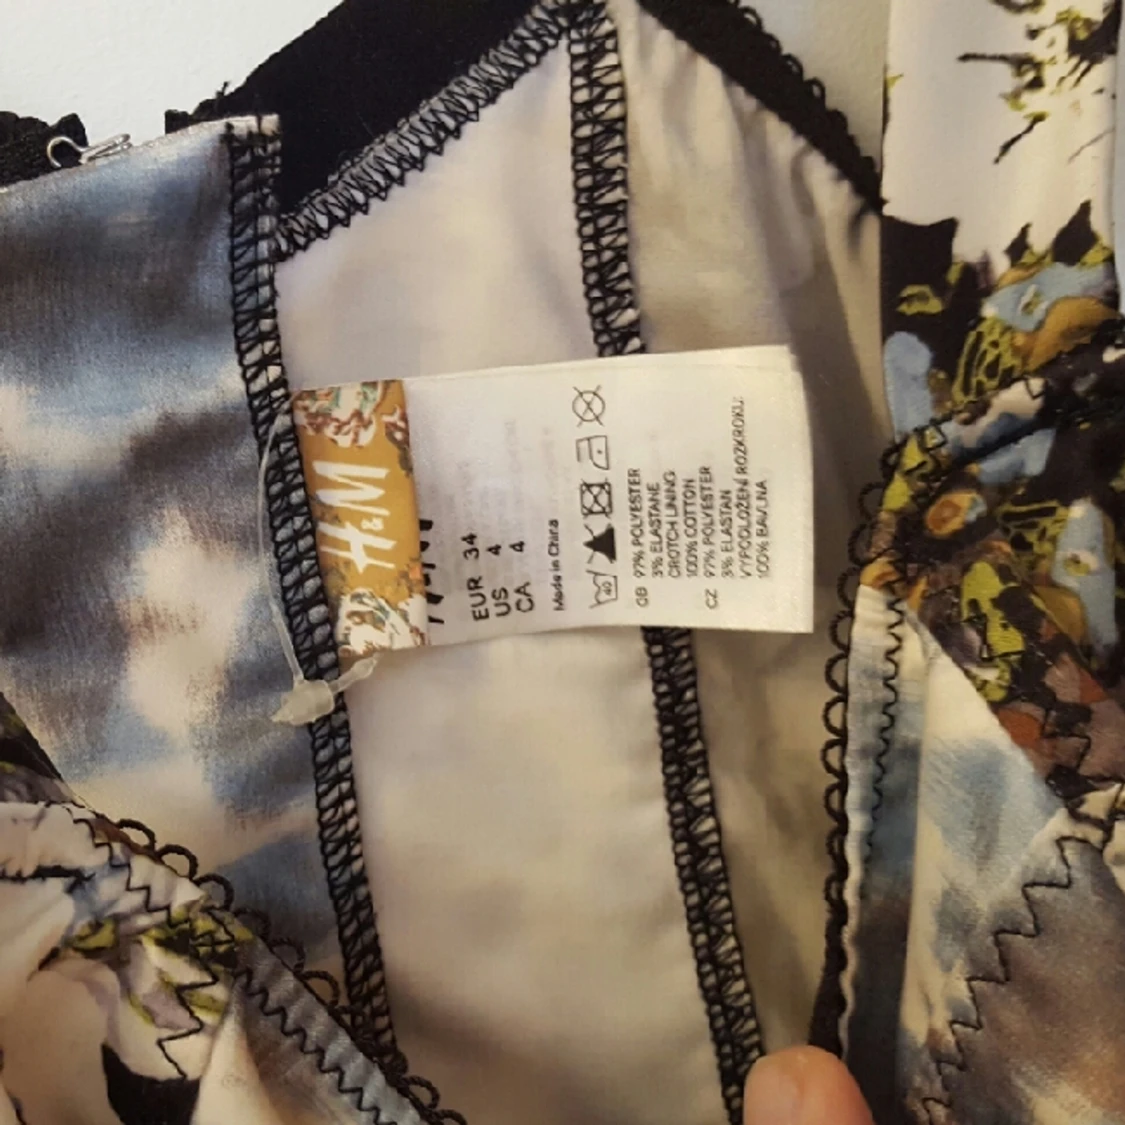 H&M
EUR 34
US 4
CA 4
Made in China
40
GB 97% POLYESTER
3% ELASTANE
CROTCH LINING
100% COTTON
CZ 97% POLYESTER
3% ELASTAN
VYPODLOŽENÍ ROZKROKU:
100% BAVLNA